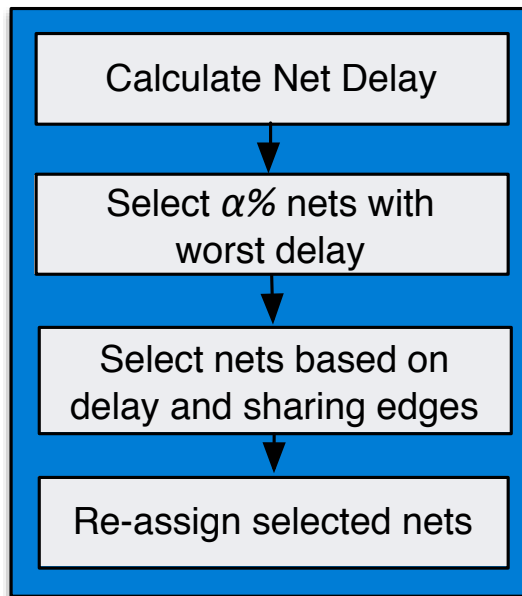 Calculate Net Delay
Select α% nets with
worst delay
Select nets based on
delay and sharing edges
Re-assign selected nets